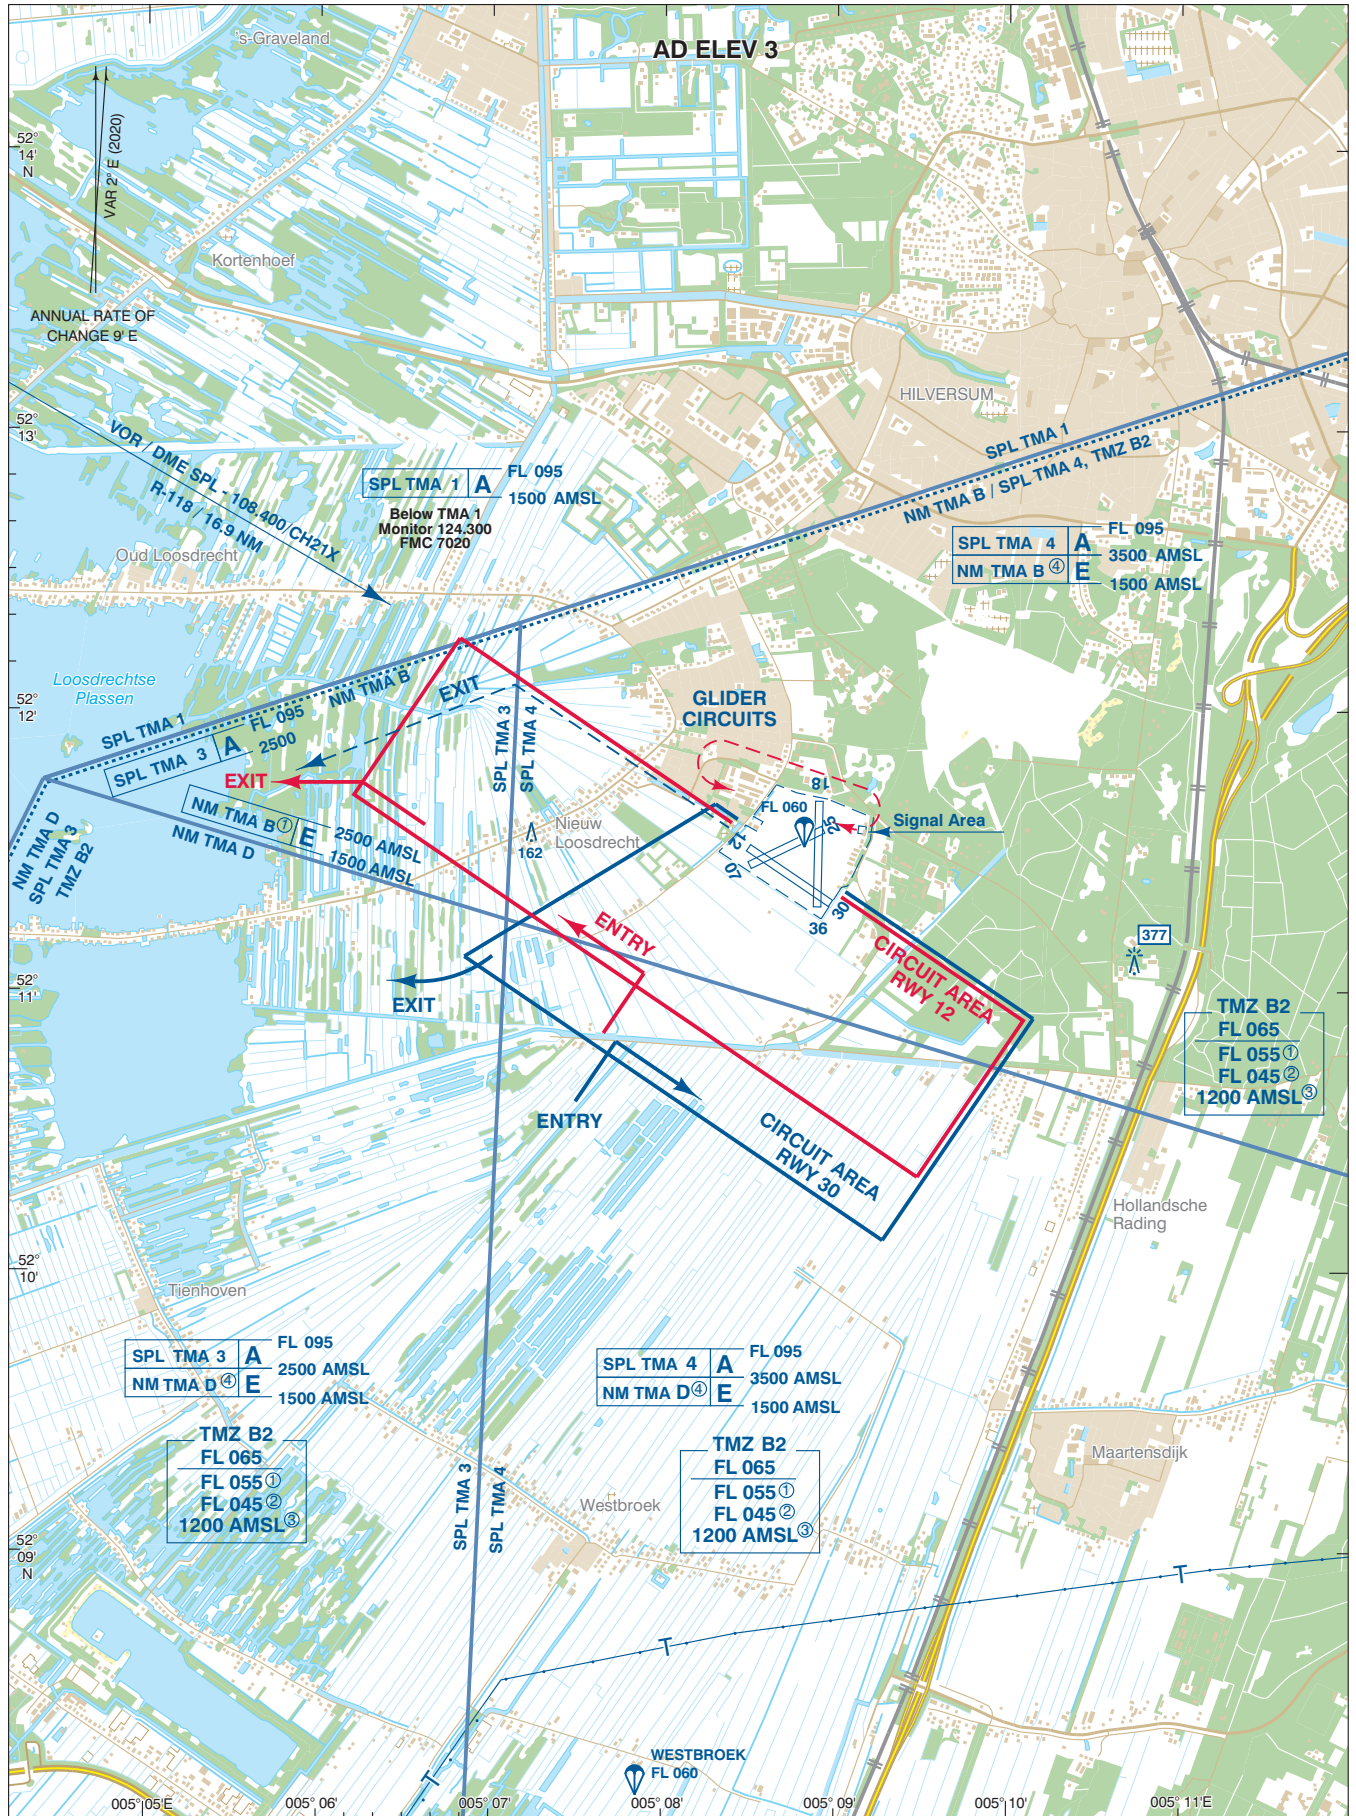 's-Graveland
AD ELEV 3
52°
14'
N
VAR 2° E (2020)
Kortenhoef
ANNUAL RATE OF
CHANGE 9' E
52°
13'
HILVERSUM
VOR / DME SPL - 108.400/CH21X
R-118 / 16.9 NM
SPL TMA 1 A FL 095
1500 AMSL
Below TMA 1
Monitor 124.300
FMC 7020
SPL TMA 1
NM TMA B / SPL TMA 4, TMZ B2
Oud Loosdrecht
SPL TMA 4 A FL 095
3500 AMSL
NM TMA B ④ E
1500 AMSL
Loosdrechtse
Plassen
52°
12'
SPL TMA 1
NM TMA B
EXIT
SPL TMA 3
SPL TMA 4
GLIDER
CIRCUITS
SPL TMA 3 A FL 095
2500
EXIT
NM TMA B① E 2500 AMSL
1500 AMSL
NM TMA D
NM TMA D
SPL TMA 3
TMZ B2
162
Nieuw
Loosdrecht
18
FL 060
25
Signal Area
12
07
30
36
ENTRY
CIRCUIT AREA
RWY 12
377
52°
11'
EXIT
ENTRY
CIRCUIT AREA
RWY 30
TMZ B2
FL 065
FL 055①
FL 045②
1200 AMSL③
Hollandsche
Rading
52°
10'
Tienhoven
SPL TMA 3 A FL 095
2500 AMSL
NM TMA D④ E
1500 AMSL
SPL TMA 4 A FL 095
3500 AMSL
NM TMA D④ E
1500 AMSL
TMZ B2
FL 065
FL 055①
FL 045②
1200 AMSL③
SPL TMA 3
SPL TMA 4
TMZ B2
FL 065
FL 055①
FL 045②
1200 AMSL③
Maartensdijk
Westbroek
52°
09'
N
T
T
T
WESTBROEK
FL 060
005°05'E
005° 06'
005° 07'
005° 08'
005° 09'
005° 10'
005° 11'E